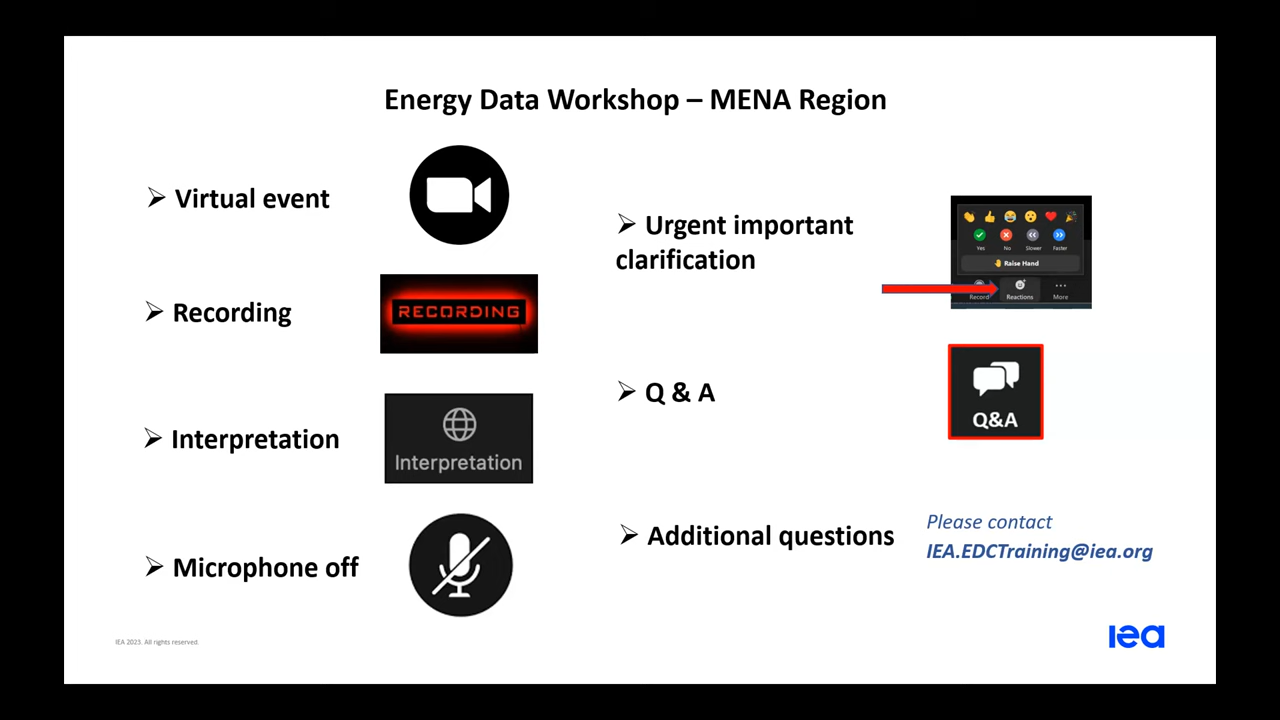 Energy Data Workshop – MENA Region
➢ Virtual event
➢ Recording
RECORDING
➢ Interpretation
Interpretation
➢ Microphone off
➢ Urgent important
clarification
Yes No Slower Faster
Raise Hand
Record Reactions More
➢ Q & A
Q&A
➢ Additional questions
Please contact
IEA.EDCTraining@iea.org
IEA 2023. All rights reserved.
iea